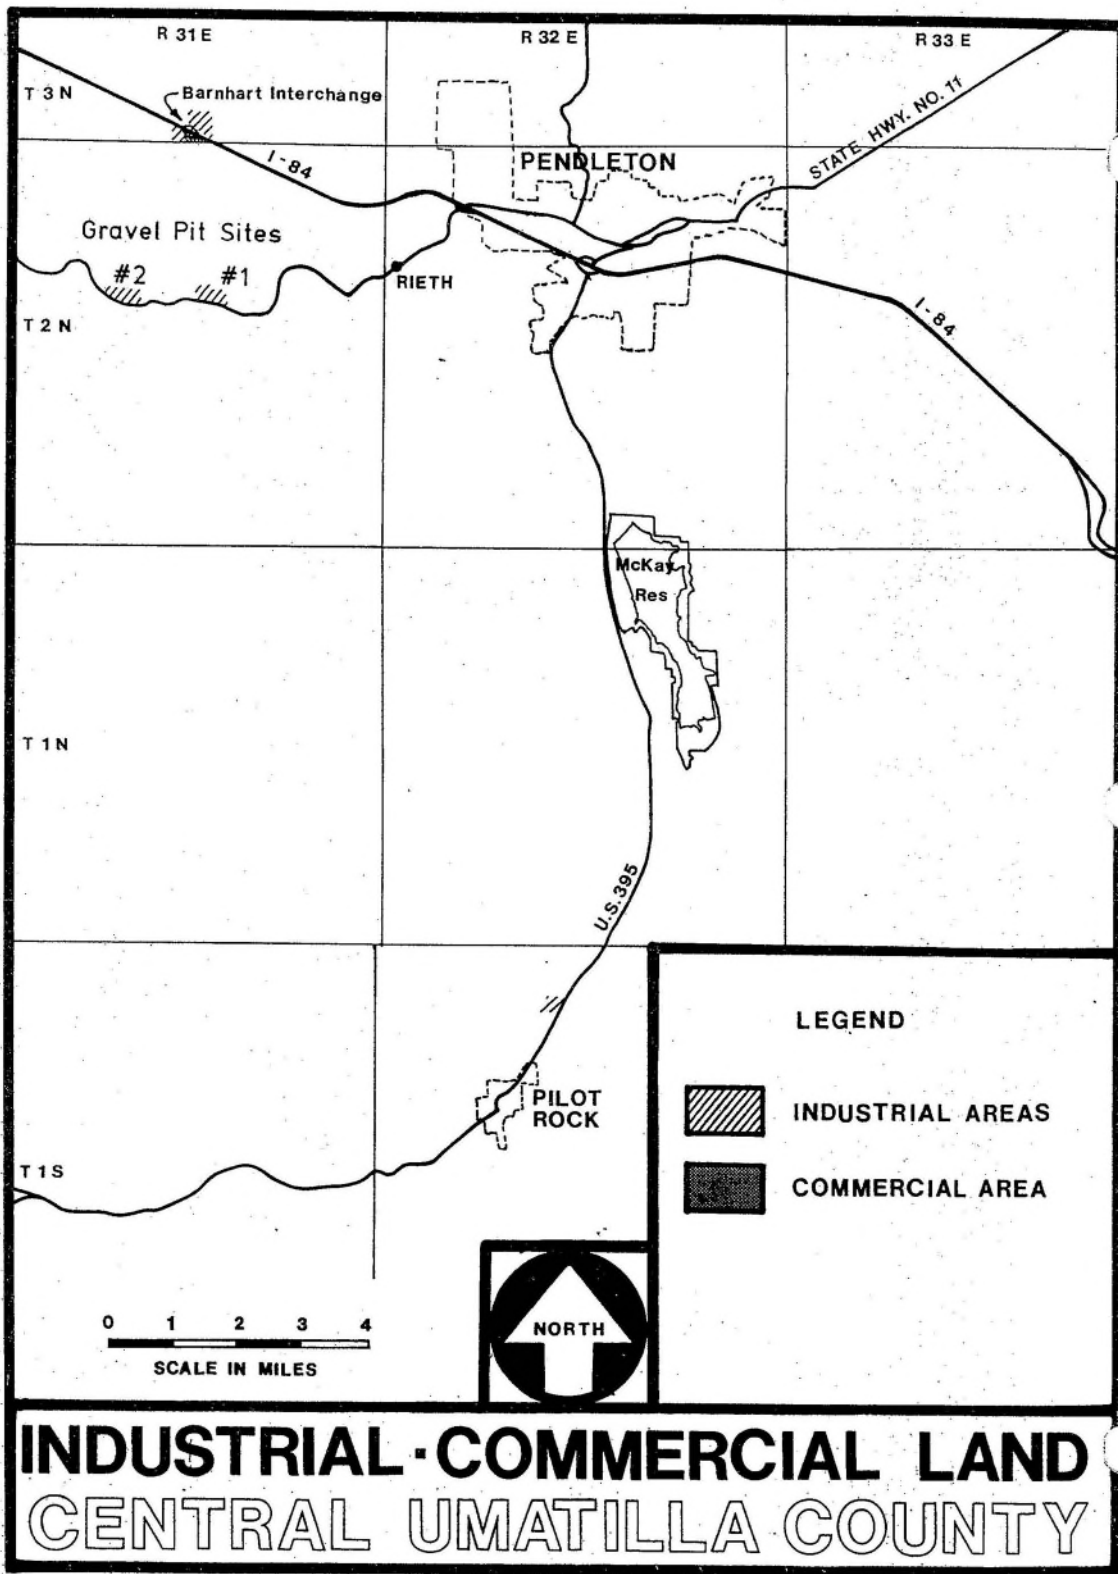 R 31 E
R 32 E
R 33 E
T 3 N
Barnhart Interchange
STATE HWY. NO. 11
I-84
PENDLETON
Gravel Pit Sites
#2
#1
RIETH
T 2 N
I-84
McKay
Res
T 1 N
U.S. 395
LEGEND
INDUSTRIAL AREAS
PILOT
ROCK
T 1 S
COMMERCIAL AREA
0 1 2 3 4
SCALE IN MILES
NORTH
INDUSTRIAL · COMMERCIAL LAND
CENTRAL UMATILLA COUNTY